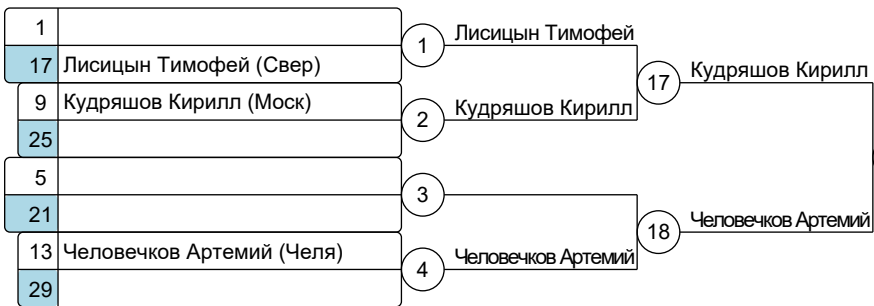 1
17 Лисицын Тимофей (Свер)
9 Кудряшов Кирилл (Моск)
25
5
21
13 Человечков Артемий (Челя)
29
1 Лисицын Тимофей
2 Кудряшов Кирилл
3
4 Человечков Артемий
17 Кудряшов Кирилл
18 Человечков Артемий